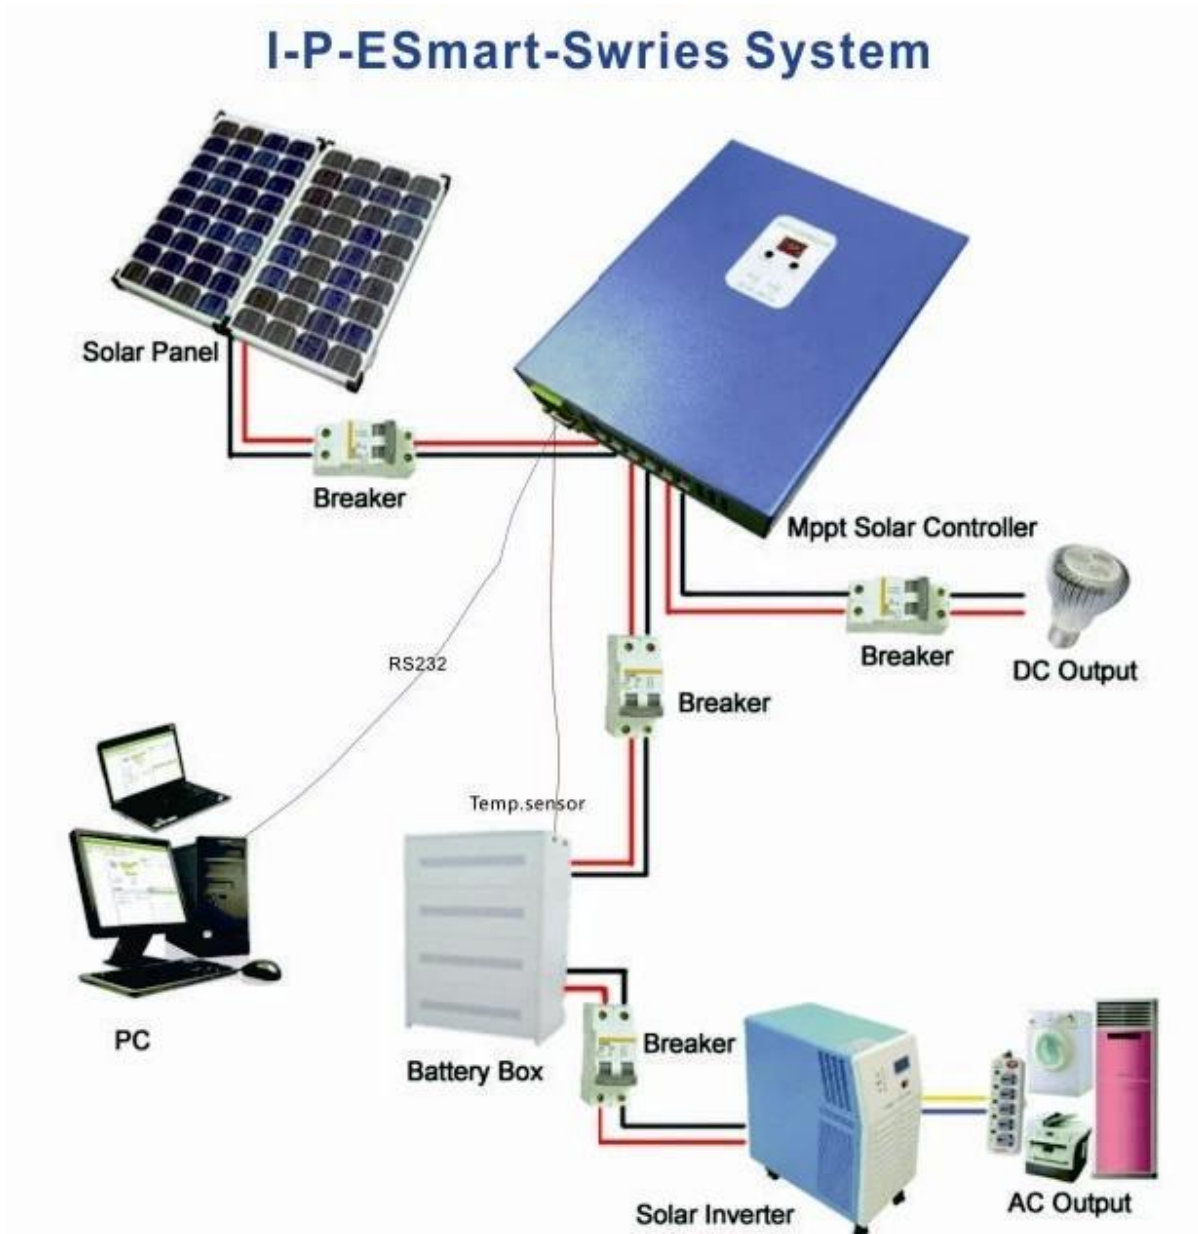 I-P-ESmart-Swries System
Solar Panel
Breaker
Mppt Solar Controller
Breaker
DC Output
RS232
Breaker
Temp.sensor
PC
Battery Box
Breaker
Solar Inverter
AC Output